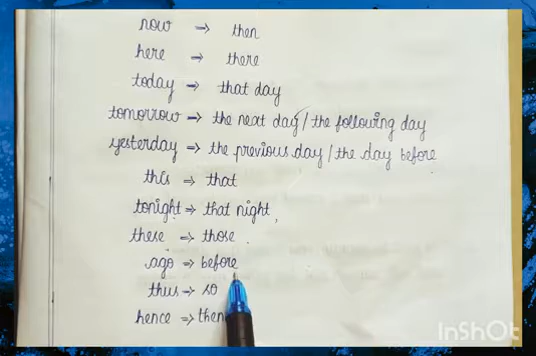 now ⇒ then
here ⇒ there
today ⇒ that day
tomorrow ⇒ the next day / the following day
yesterday ⇒ the previous day / the day before
this ⇒ that
tonight ⇒ that night,
these ⇒ those.
ago ⇒ before
thus ⇒ so
hence ⇒ then
InShOt